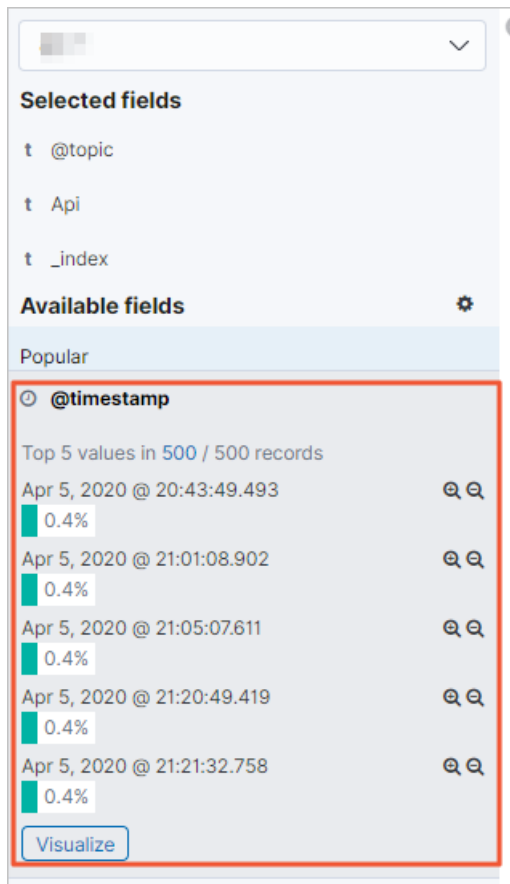 Selected fields
t @topic
t Api
t _index
Available fields
Popular
@timestamp
Top 5 values in 500 / 500 records
Apr 5, 2020 @ 20:43:49.493
0.4%
Apr 5, 2020 @ 21:01:08.902
0.4%
Apr 5, 2020 @ 21:05:07.611
0.4%
Apr 5, 2020 @ 21:20:49.419
0.4%
Apr 5, 2020 @ 21:21:32.758
0.4%
Visualize